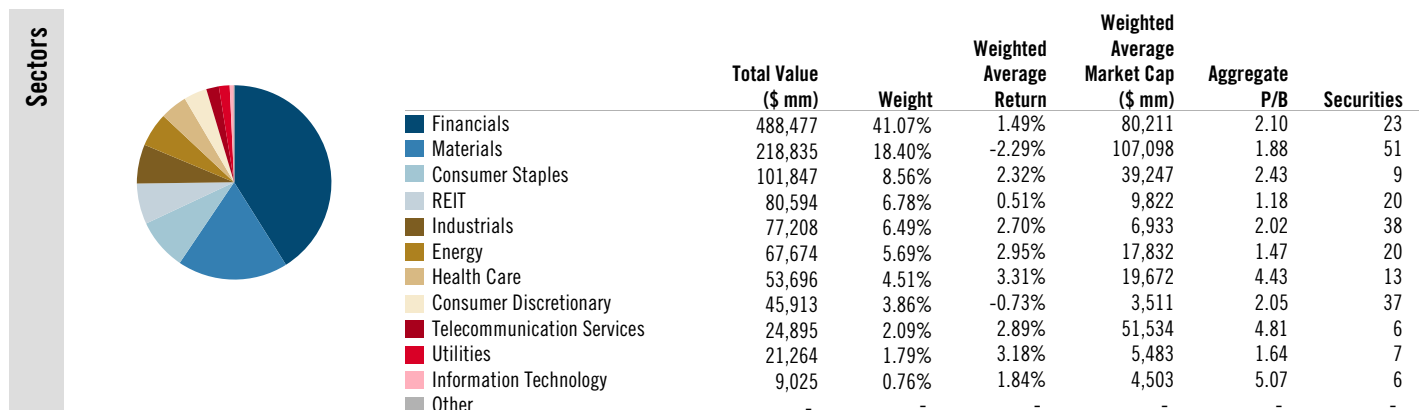 Sectors
Weighted
Weighted Average
Total Value Average Market Cap Aggregate
($ mm) Weight Return ($ mm) P/B Securities
Financials 488,477 41.07% 1.49% 80,211 2.10 23
Materials 218,835 18.40% -2.29% 107,098 1.88 51
Consumer Staples 101,847 8.56% 2.32% 39,247 2.43 9
REIT 80,594 6.78% 0.51% 9,822 1.18 20
Industrials 77,208 6.49% 2.70% 6,933 2.02 38
Energy 67,674 5.69% 2.95% 17,832 1.47 20
Health Care 53,696 4.51% 3.31% 19,672 4.43 13
Consumer Discretionary 45,913 3.86% -0.73% 3,511 2.05 37
Telecommunication Services 24,895 2.09% 2.89% 51,534 4.81 6
Utilities 21,264 1.79% 3.18% 5,483 1.64 7
Information Technology 9,025 0.76% 1.84% 4,503 5.07 6
Other - - - - - -